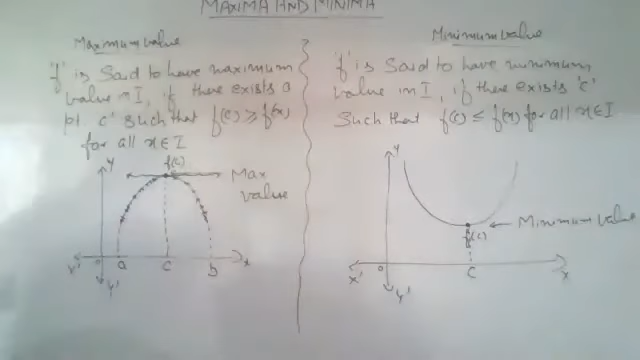 MAXIMA AND MINIMA
Maximum value
'f' is said to have maximum
value in I, if there exists a
pt 'c' such that f(c) ≥ f(x)
for all x ∈ I
Y
f(c)
Max
value
X'
O
a
c
b
X
Y'
Minimum value
'f' is said to have minimum
value in I, if there exists 'c'
such that f(c) ≤ f(x) for all x ∈ I
Y
Minimum value
f(c)
X'
O
C
X
Y'